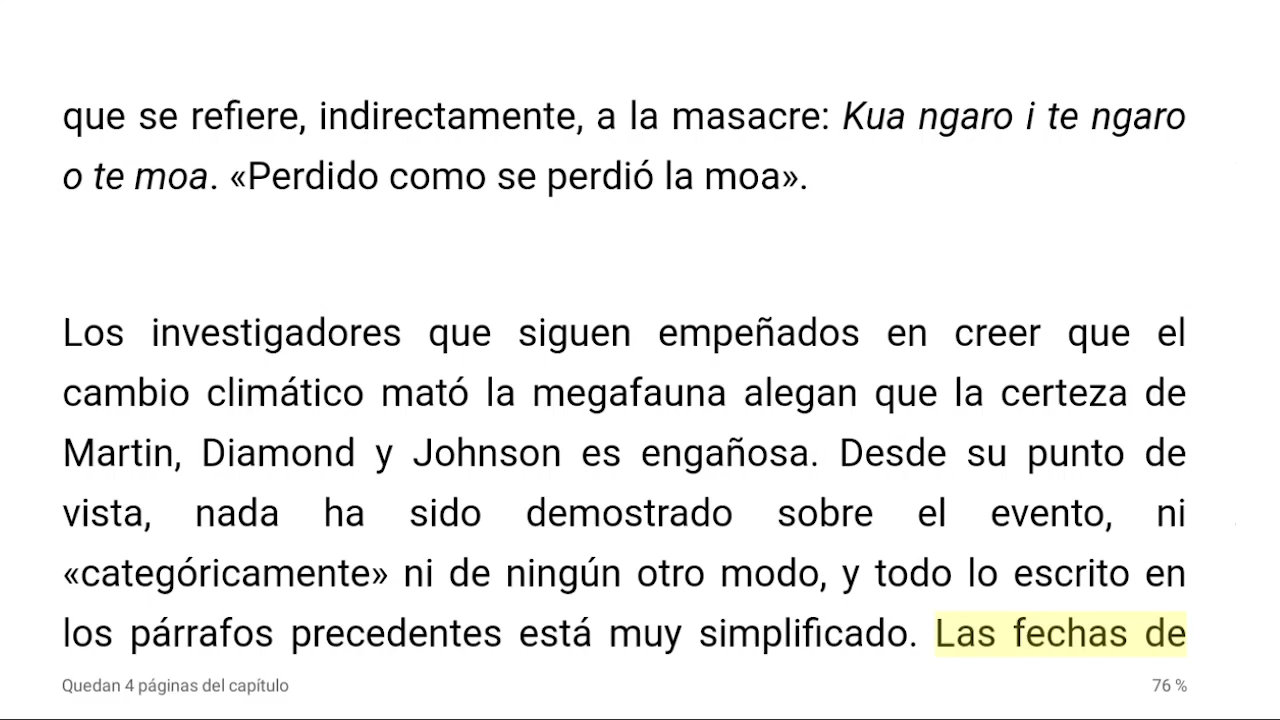 que se refiere, indirectamente, a la masacre: Kua ngaro i te ngaro
o te moa. «Perdido como se perdió la moa».
Los investigadores que siguen empeñados en creer que el
cambio climático mató la megafauna alegan que la certeza de
Martin, Diamond y Johnson es engañosa. Desde su punto de
vista, nada ha sido demostrado sobre el evento, ni
«categóricamente» ni de ningún otro modo, y todo lo escrito en
los párrafos precedentes está muy simplificado. Las fechas de
Quedan 4 páginas del capítulo
76 %